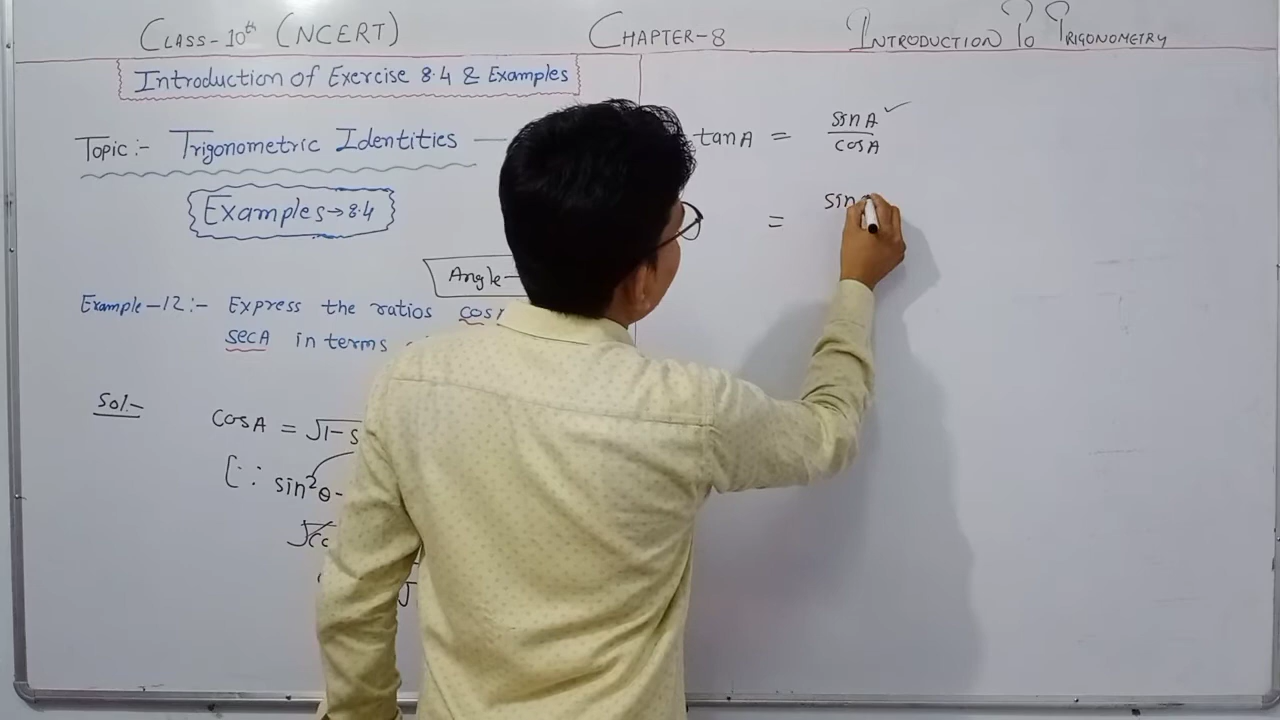 CLASS-10th (NCERT) CHAPTER-8 INTRODUCTION TO TRIGONOMETRY
Introduction of Exercise 8.4 & Examples
Topic:- Trigonometric Identities —
Examples→8.4
Angle-
Example-12:- Express the ratios cos
secA in terms
Sol.-
cosA = √1-s
[∵ sin²θ-
tanA = sinA/cosA ✓
= sin